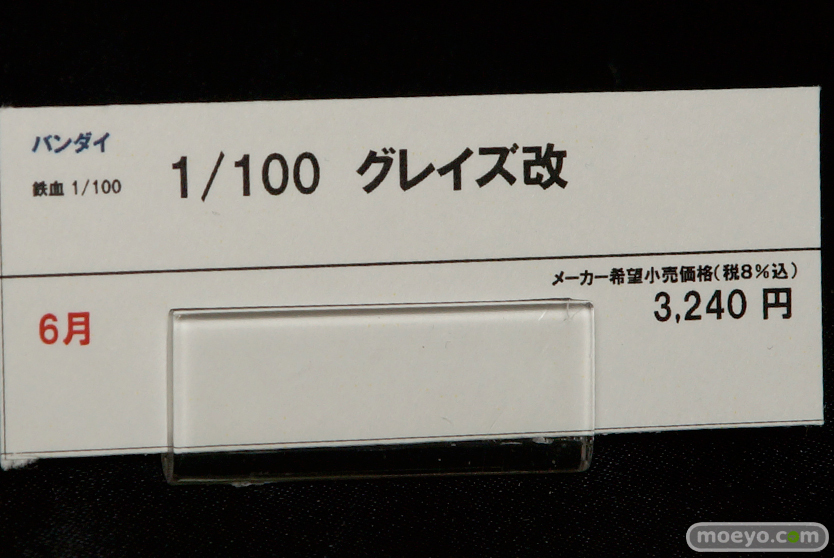 バンダイ
鉄血 1/100
1/100 グレイズ改
メーカー希望小売価格(税8%込)
6月
3,240 円
moeyo.com